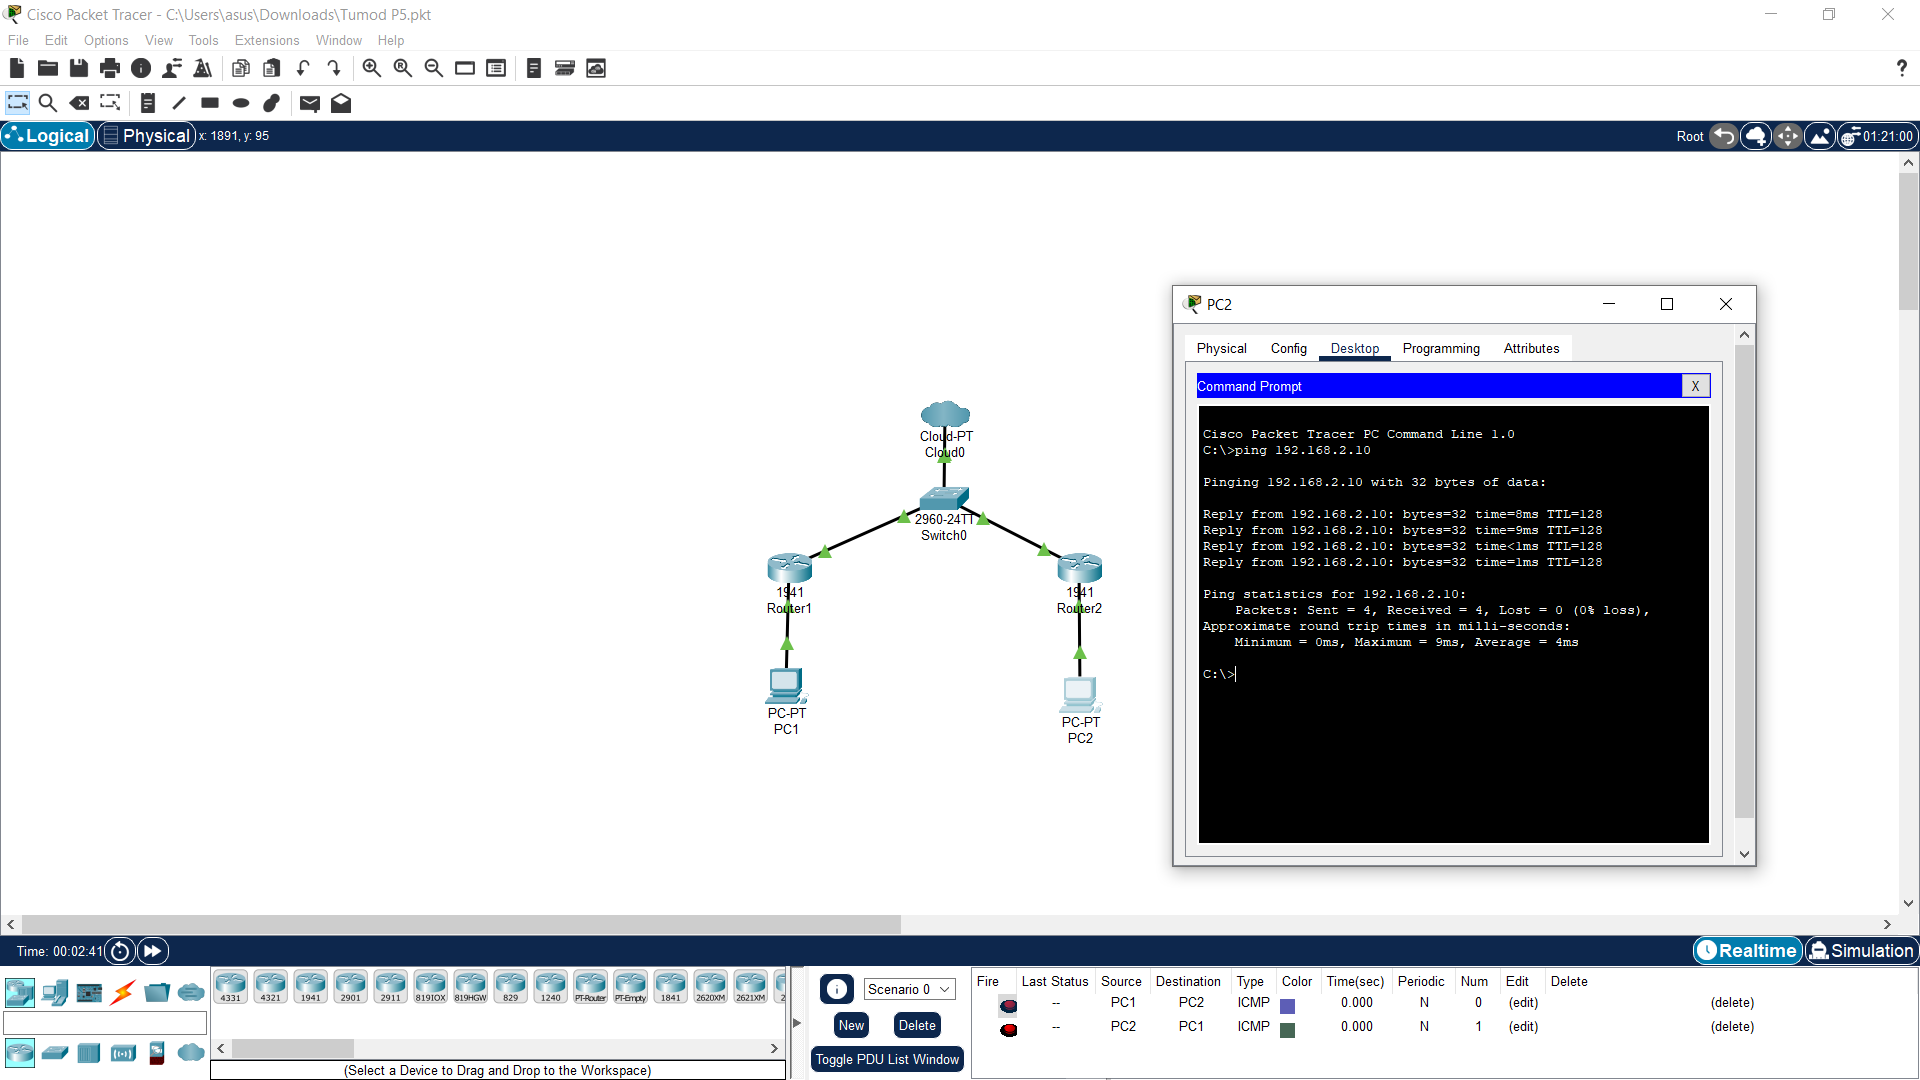 Cisco Packet Tracer - C:\Users\asus\Downloads\Tumod P5.pkt
File Edit Options View Tools Extensions Window Help
?
Logical Physical x: 1891, y: 95 Root 01:21:00
PC2
Physical Config Desktop Programming Attributes
Command Prompt X
Cisco Packet Tracer PC Command Line 1.0
C:\>ping 192.168.2.10
Pinging 192.168.2.10 with 32 bytes of data:
Reply from 192.168.2.10: bytes=32 time=8ms TTL=128
Reply from 192.168.2.10: bytes=32 time=9ms TTL=128
Reply from 192.168.2.10: bytes=32 time<1ms TTL=128
Reply from 192.168.2.10: bytes=32 time=1ms TTL=128
Ping statistics for 192.168.2.10:
Packets: Sent = 4, Received = 4, Lost = 0 (0% loss),
Approximate round trip times in milli-seconds:
Minimum = 0ms, Maximum = 9ms, Average = 4ms
C:\>
Cloud-PT
Cloud0
2960-24TT
Switch0
1941
Router1
1941
Router2
PC-PT
PC1
PC-PT
PC2
Time: 00:02:41 Realtime Simulation
4331 4321 1941 2901 2911 819IOX 819HGW 829 1240 PT-Router PT-Empty 1841 2620XM 2621XM 2
(Select a Device to Drag and Drop to the Workspace)
Scenario 0
New Delete
Toggle PDU List Window
Fire Last Status Source Destination Type Color Time(sec) Periodic Num Edit Delete
-- PC1 PC2 ICMP 0.000 N 0 (edit) (delete)
-- PC2 PC1 ICMP 0.000 N 1 (edit) (delete)